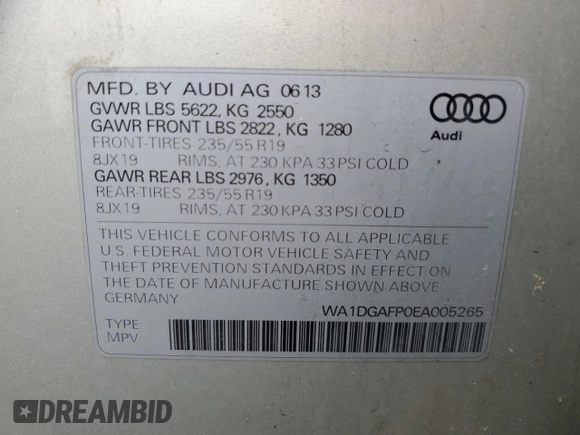 MFD. BY AUDI AG 06 13
GVWR LBS 5622, KG 2550
GAWR FRONT LBS 2822, KG 1280
FRONT-TIRES 235/55 R19
8JX19 RIMS, AT 230 KPA 33 PSI COLD
GAWR REAR LBS 2976, KG 1350
REAR-TIRES 235/55 R19
8JX19 RIMS, AT 230 KPA 33 PSI COLD
Audi
THIS VEHICLE CONFORMS TO ALL APPLICABLE
U.S. FEDERAL MOTOR VEHICLE SAFETY AND
THEFT PREVENTION STANDARDS IN EFFECT ON
THE DATE OF MANUFACTURE SHOWN ABOVE
GERMANY
WA1DGAFP0EA005265
TYPE
MPV
DREAMBID